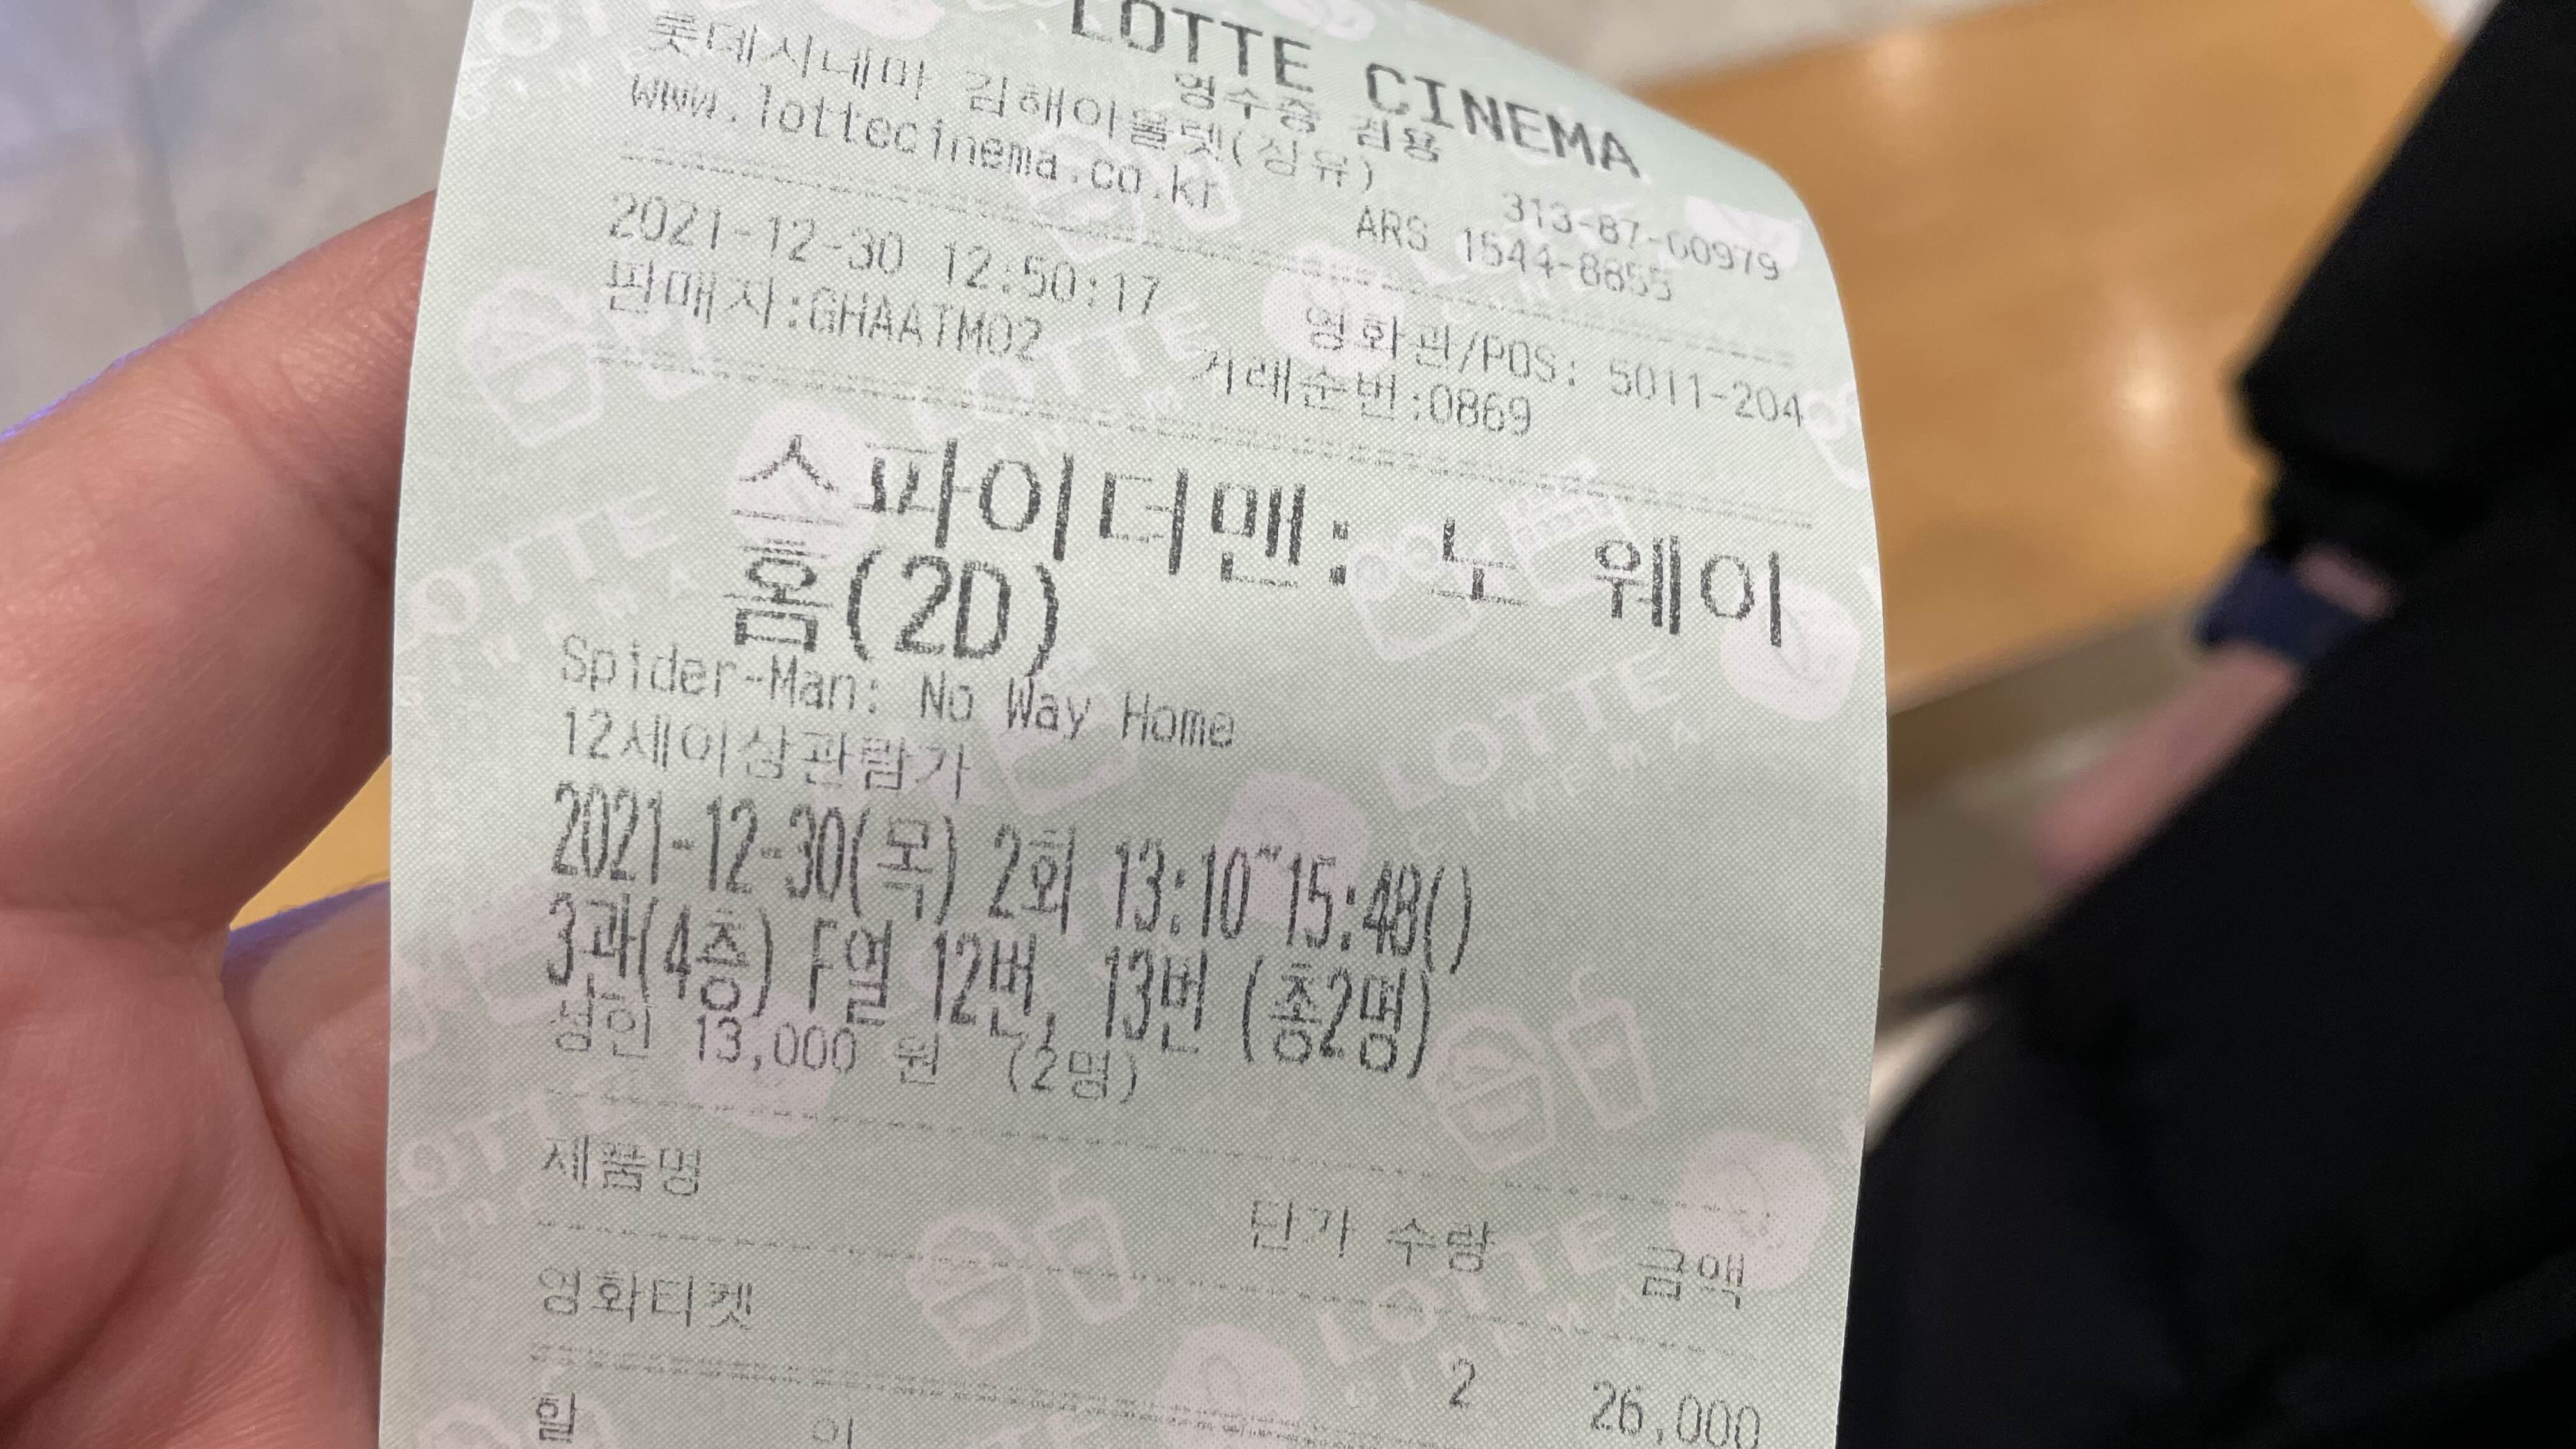 LOTTE CINEMA
영수증 겸용
롯데시네마 김해아울렛(장유) 313-87-00979
www.lottecinema.co.kr ARS 1544-8855
2021-12-30 12:50:17 영화관/POS: 5011-204
판매자:GHAATM02 거래순번:0869
스파이더맨: 노 웨이
홈(2D)
Spider-Man: No Way Home
12세이상관람가
2021-12-30(목) 2회 13:10~15:48()
3관(4층) F열 12번, 13번 (총2명)
성인 13,000 원 (2명)
제품명 단가 수량 금액
영화티켓 2 26,000
할 인